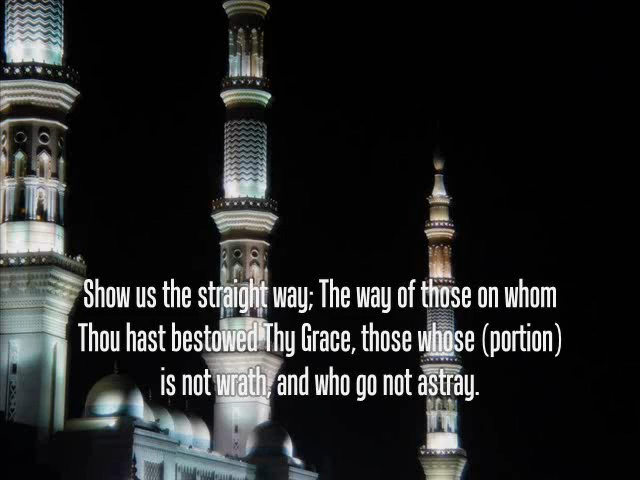 Show us the straight way; The way of those on whom
Thou hast bestowed Thy Grace, those whose (portion)
is not wrath, and who go not astray.